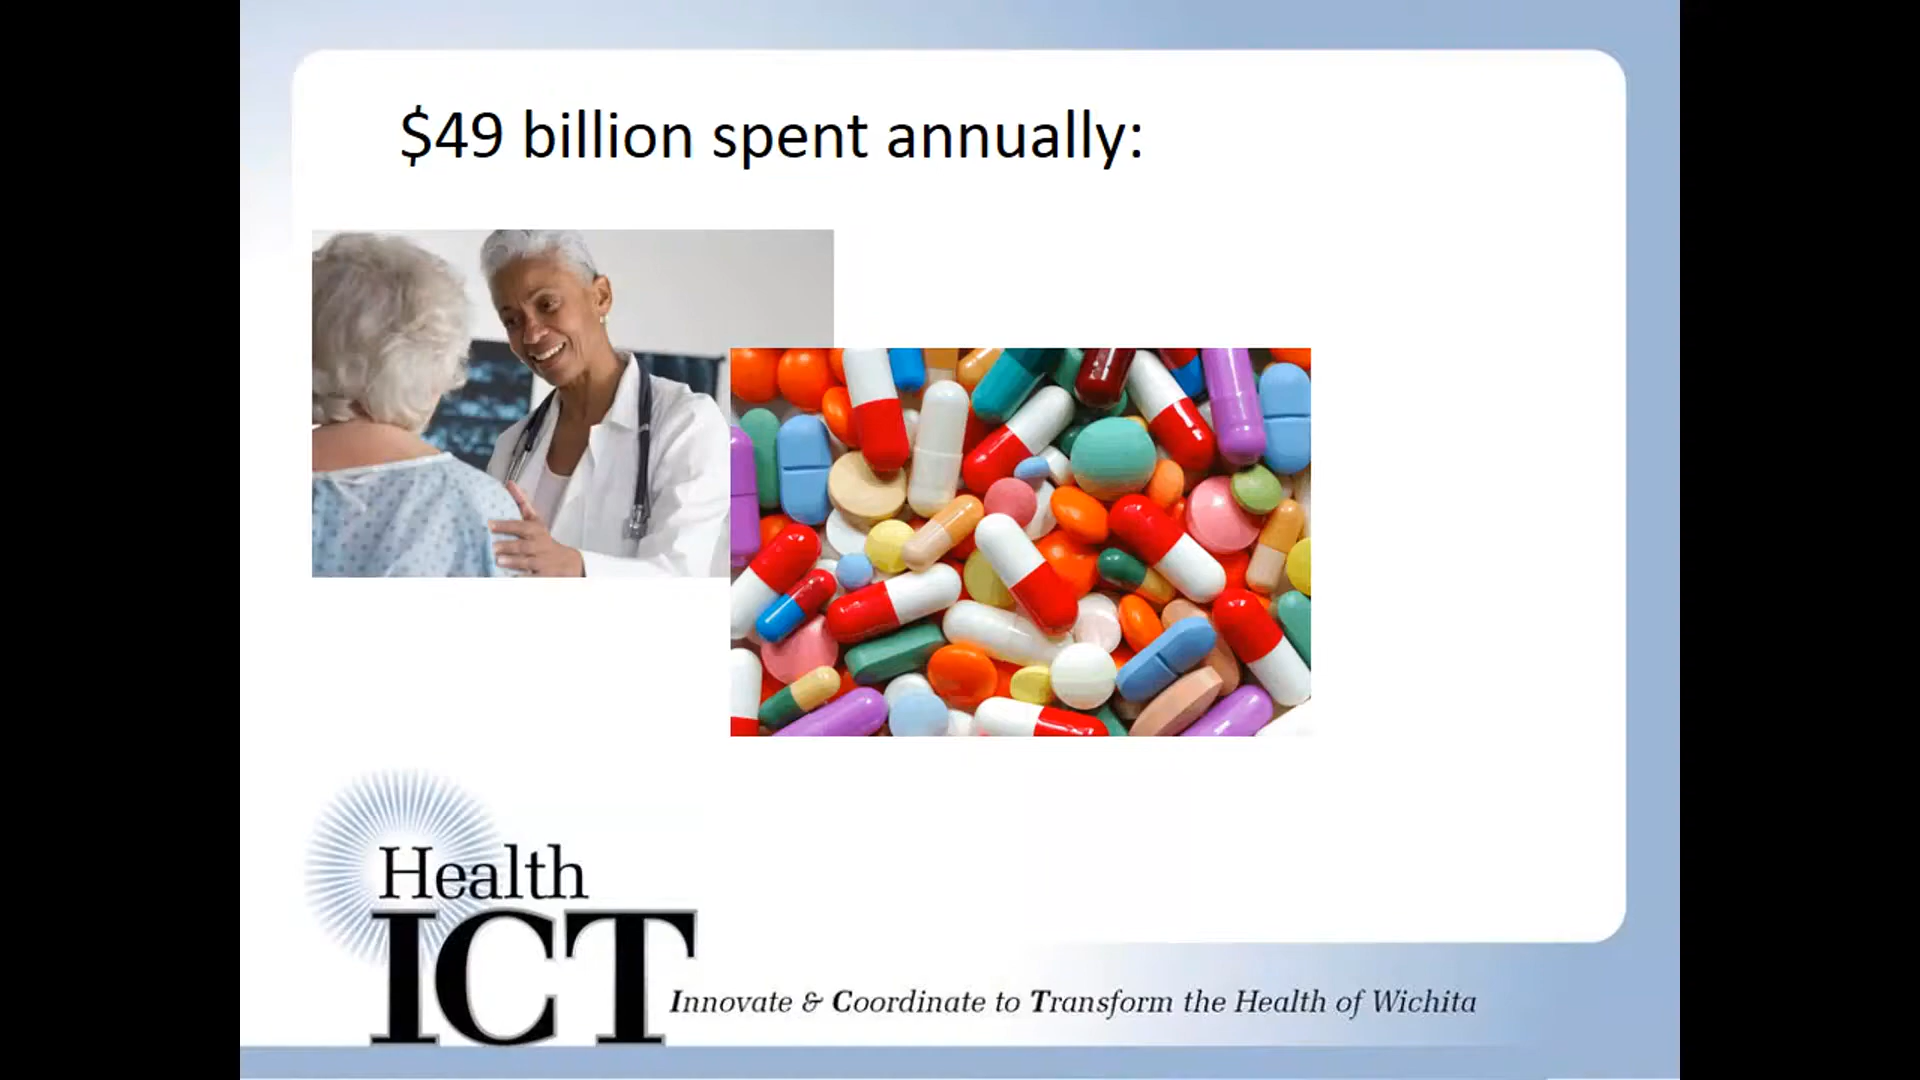 $49 billion spent annually:
Health
ICT
Innovate & Coordinate to Transform the Health of Wichita